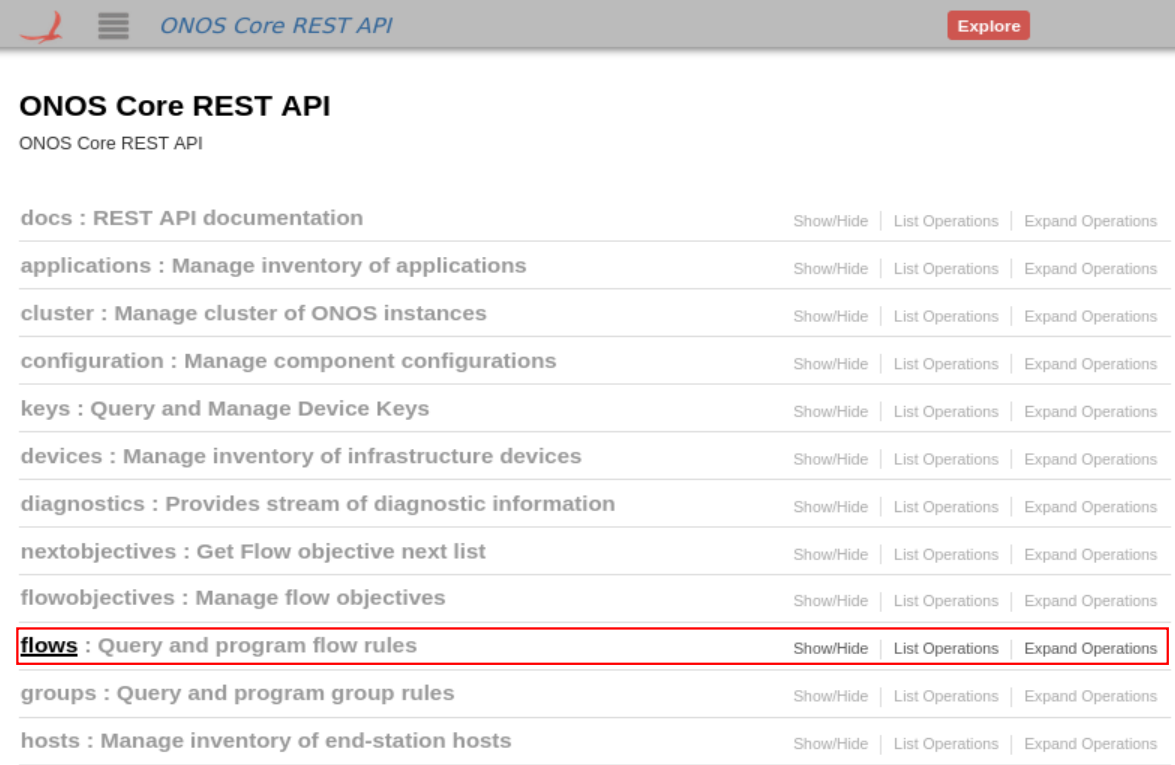 ONOS Core REST API
Explore
ONOS Core REST API
ONOS Core REST API
docs : REST API documentation Show/Hide List Operations Expand Operations
applications : Manage inventory of applications Show/Hide List Operations Expand Operations
cluster : Manage cluster of ONOS instances Show/Hide List Operations Expand Operations
configuration : Manage component configurations Show/Hide List Operations Expand Operations
keys : Query and Manage Device Keys Show/Hide List Operations Expand Operations
devices : Manage inventory of infrastructure devices Show/Hide List Operations Expand Operations
diagnostics : Provides stream of diagnostic information Show/Hide List Operations Expand Operations
nextobjectives : Get Flow objective next list Show/Hide List Operations Expand Operations
flowobjectives : Manage flow objectives Show/Hide List Operations Expand Operations
flows : Query and program flow rules Show/Hide List Operations Expand Operations
groups : Query and program group rules Show/Hide List Operations Expand Operations
hosts : Manage inventory of end-station hosts Show/Hide List Operations Expand Operations